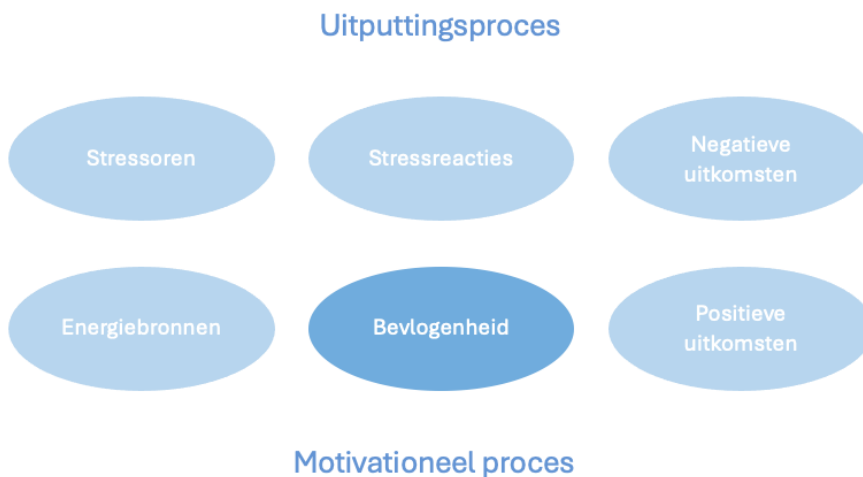 Uitputtingsproces
Stressoren
Stressreacties
Negatieve
uitkomsten
Energiebronnen
Bevlogenheid
Positieve
uitkomsten
Motivationeel proces